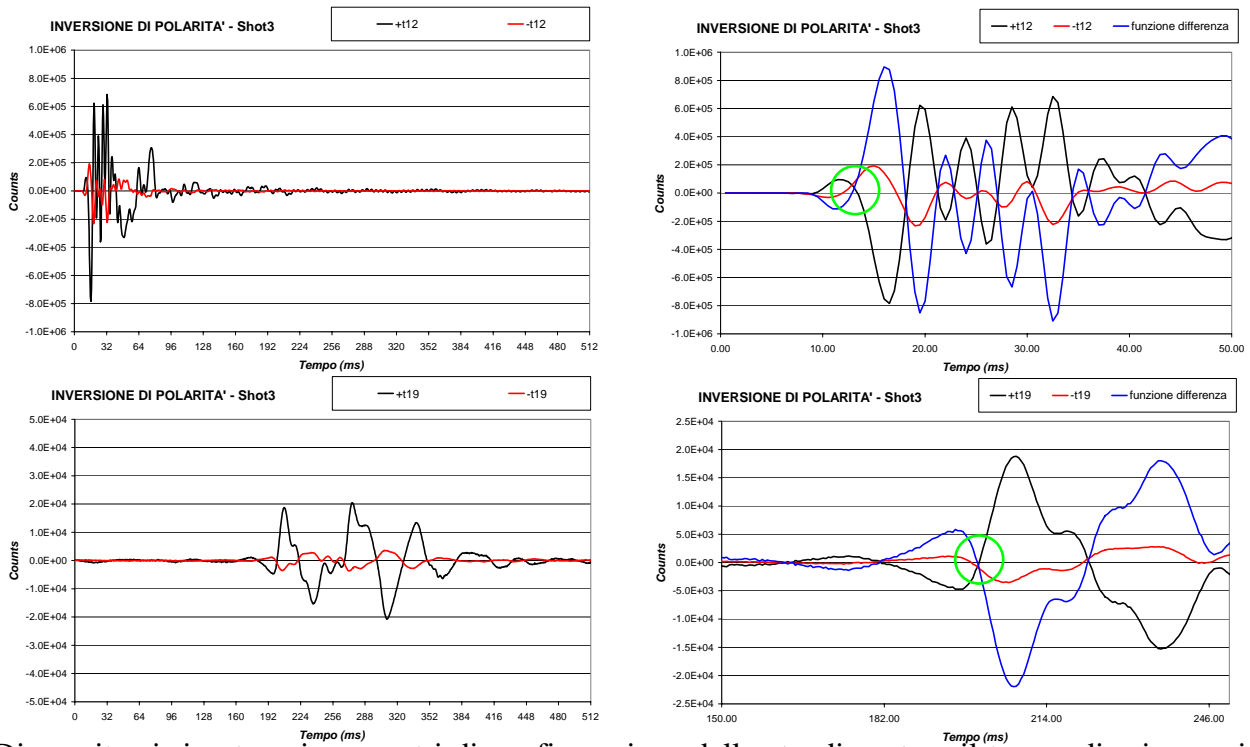 INVERSIONE DI POLARITA' - Shot3
+t12
-t12
1.0E+06
8.0E+05
6.0E+05
4.0E+05
2.0E+05
0.0E+00
-2.0E+05
-4.0E+05
-6.0E+05
-8.0E+05
-1.0E+06
Counts
0 32 64 96 128 160 192 224 256 288 320 352 384 416 448 480 512
Tempo (ms)
INVERSIONE DI POLARITA' - Shot3
+t12
-t12
funzione differenza
1.0E+06
8.0E+05
6.0E+05
4.0E+05
2.0E+05
0.0E+00
-2.0E+05
-4.0E+05
-6.0E+05
-8.0E+05
-1.0E+06
Counts
0.00 10.00 20.00 30.00 40.00 50.00
Tempo (ms)
INVERSIONE DI POLARITA' - Shot3
+t19
-t19
5.0E+04
4.0E+04
3.0E+04
2.0E+04
1.0E+04
0.0E+00
-1.0E+04
-2.0E+04
-3.0E+04
-4.0E+04
-5.0E+04
Counts
0 32 64 96 128 160 192 224 256 288 320 352 384 416 448 480 512
Tempo (ms)
INVERSIONE DI POLARITA' - Shot3
+t19
-t19
funzione differenza
2.5E+04
2.0E+04
1.5E+04
1.0E+04
5.0E+03
0.0E+00
-5.0E+03
-1.0E+04
-1.5E+04
-2.0E+04
-2.5E+04
Counts
150.00 182.00 214.00 246.00
Tempo (ms)